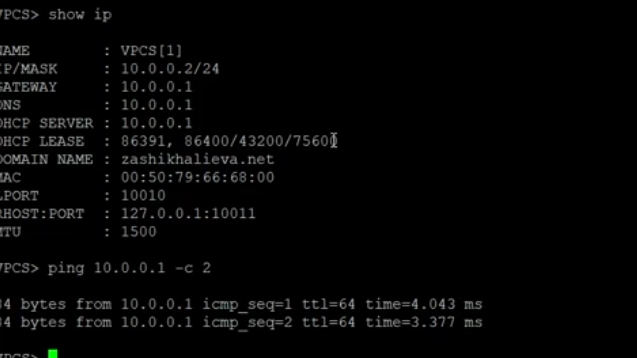 VPCS> show ip
NAME : VPCS[1]
IP/MASK : 10.0.0.2/24
GATEWAY : 10.0.0.1
DNS : 10.0.0.1
DHCP SERVER : 10.0.0.1
DHCP LEASE : 86391, 86400/43200/75600
DOMAIN NAME : zashikhalieva.net
MAC : 00:50:79:66:68:00
LPORT : 10010
RHOST:PORT : 127.0.0.1:10011
MTU : 1500
VPCS> ping 10.0.0.1 -c 2
84 bytes from 10.0.0.1 icmp_seq=1 ttl=64 time=4.043 ms
84 bytes from 10.0.0.1 icmp_seq=2 ttl=64 time=3.377 ms
VPCS>